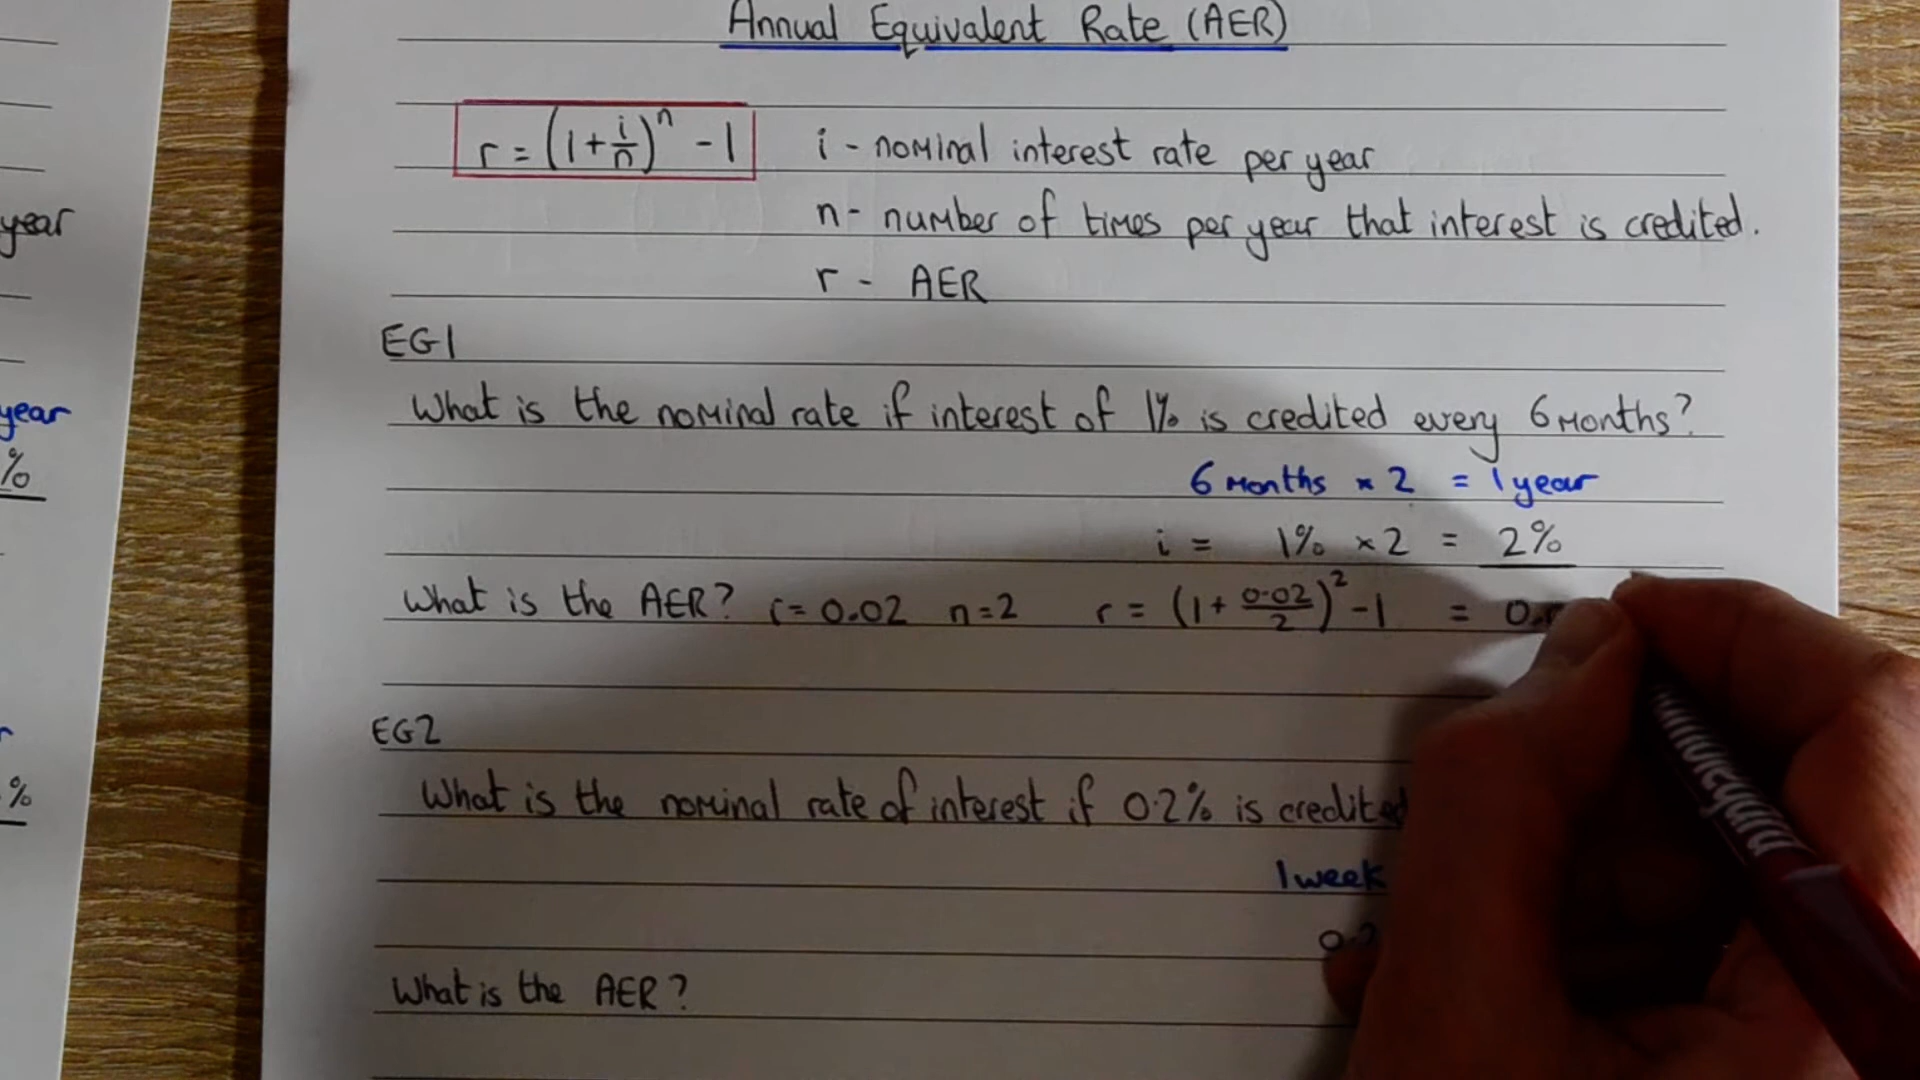 Annual Equivalent Rate (AER)
r = (1 + i/n)^n - 1
i - nominal interest rate per year
n - number of times per year that interest is credited.
r - AER
EG1
What is the nominal rate if interest of 1% is credited every 6 months?
6 months × 2 = 1 year
i = 1% × 2 = 2%
What is the AER? i = 0.02 n = 2 r = (1 + 0.02/2)^2 - 1 = 0.
EG2
What is the nominal rate of interest if 0.2% is credited
1 week
What is the AER?
year
year
%
%